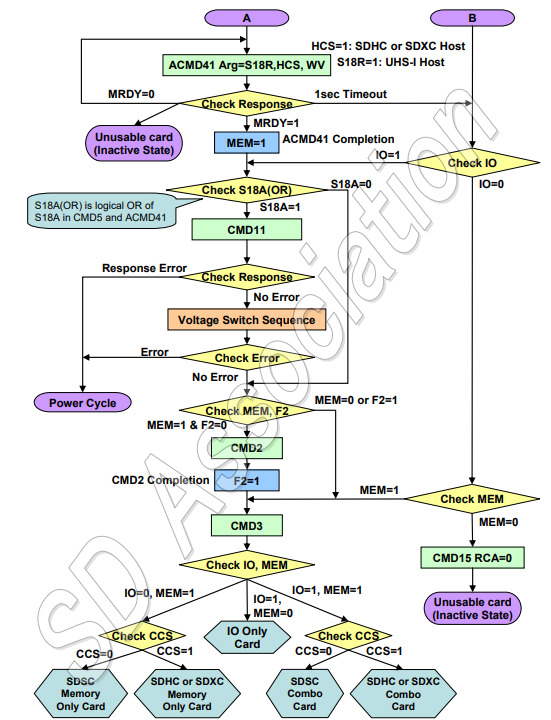 A
B
HCS=1: SDHC or SDXC Host
ACMD41 Arg=S18R,HCS, WV
S18R=1: UHS-I Host
MRDY=0
Check Response
1sec Timeout
MRDY=1
Unusable card
(Inactive State)
MEM=1
ACMD41 Completion
IO=1
Check IO
IO=0
Check S18A(OR)
S18A=0
S18A(OR) is logical OR of
S18A in CMD5 and ACMD41
S18A=1
CMD11
Response Error
Check Response
No Error
Voltage Switch Sequence
Error
Check Error
No Error
Power Cycle
Check MEM, F2
MEM=0 or F2=1
MEM=1 & F2=0
CMD2
CMD2 Completion
F2=1
MEM=1
Check MEM
MEM=0
CMD3
CMD15 RCA=0
Check IO, MEM
Unusable card
(Inactive State)
IO=0, MEM=1
IO=1,
MEM=0
IO=1, MEM=1
IO Only
Card
Check CCS
Check CCS
CCS=0
CCS=1
CCS=0
CCS=1
SDSC
Memory
Only Card
SDHC or SDXC
Memory
Only Card
SDSC
Combo
Card
SDHC or SDXC
Combo
Card
SD Association